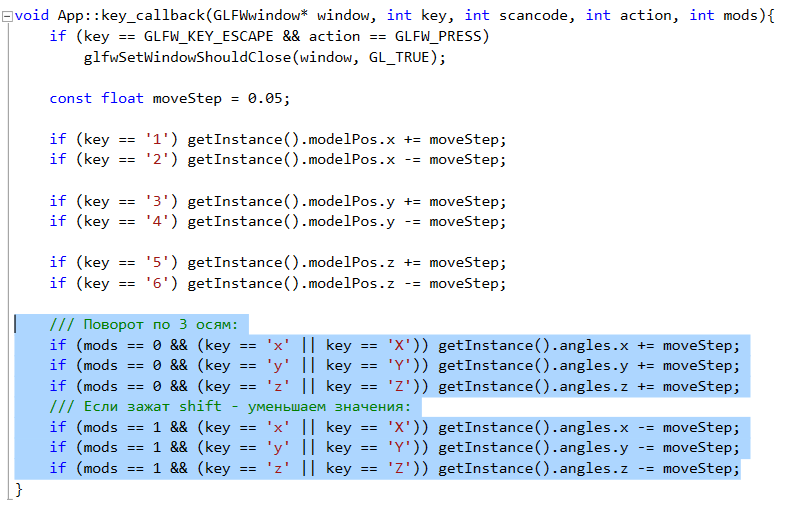 void App::key_callback(GLFWwindow* window, int key, int scancode, int action, int mods){
    if (key == GLFW_KEY_ESCAPE && action == GLFW_PRESS)
        glfwSetWindowShouldClose(window, GL_TRUE);

    const float moveStep = 0.05;

    if (key == '1') getInstance().modelPos.x += moveStep;
    if (key == '2') getInstance().modelPos.x -= moveStep;

    if (key == '3') getInstance().modelPos.y += moveStep;
    if (key == '4') getInstance().modelPos.y -= moveStep;

    if (key == '5') getInstance().modelPos.z += moveStep;
    if (key == '6') getInstance().modelPos.z -= moveStep;

    /// Поворот по 3 осям:
    if (mods == 0 && (key == 'x' || key == 'X')) getInstance().angles.x += moveStep;
    if (mods == 0 && (key == 'y' || key == 'Y')) getInstance().angles.y += moveStep;
    if (mods == 0 && (key == 'z' || key == 'Z')) getInstance().angles.z += moveStep;
    /// Если зажат shift - уменьшаем значения:
    if (mods == 1 && (key == 'x' || key == 'X')) getInstance().angles.x -= moveStep;
    if (mods == 1 && (key == 'y' || key == 'Y')) getInstance().angles.y -= moveStep;
    if (mods == 1 && (key == 'z' || key == 'Z')) getInstance().angles.z -= moveStep;
}